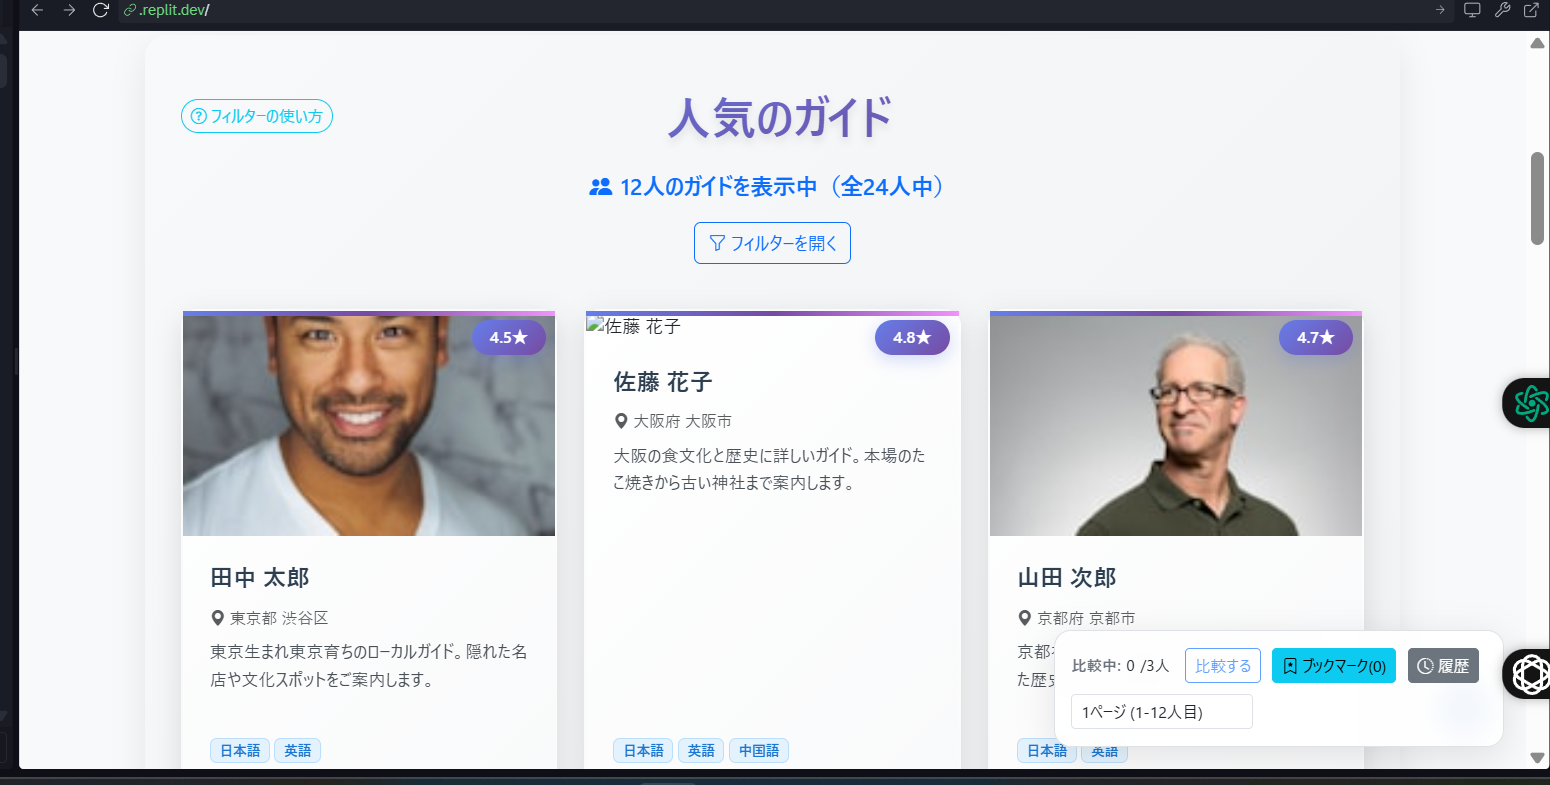 .replit.dev/
フィルターの使い方
人気のガイド
12人のガイドを表示中（全24人中）
フィルターを開く
4.5★
田中 太郎
東京都 渋谷区
東京生まれ東京育ちのローカルガイド。隠れた名
店や文化スポットをご案内します。
日本語 英語
佐藤 花子
4.8★
佐藤 花子
大阪府 大阪市
大阪の食文化と歴史に詳しいガイド。本場のた
こ焼きから古い神社まで案内します。
日本語 英語 中国語
4.7★
山田 次郎
京都府 京都市
京都
た歴
日本語 英語
比較中: 0 /3人 比較する ブックマーク(0) 履歴
1ページ (1-12人目)